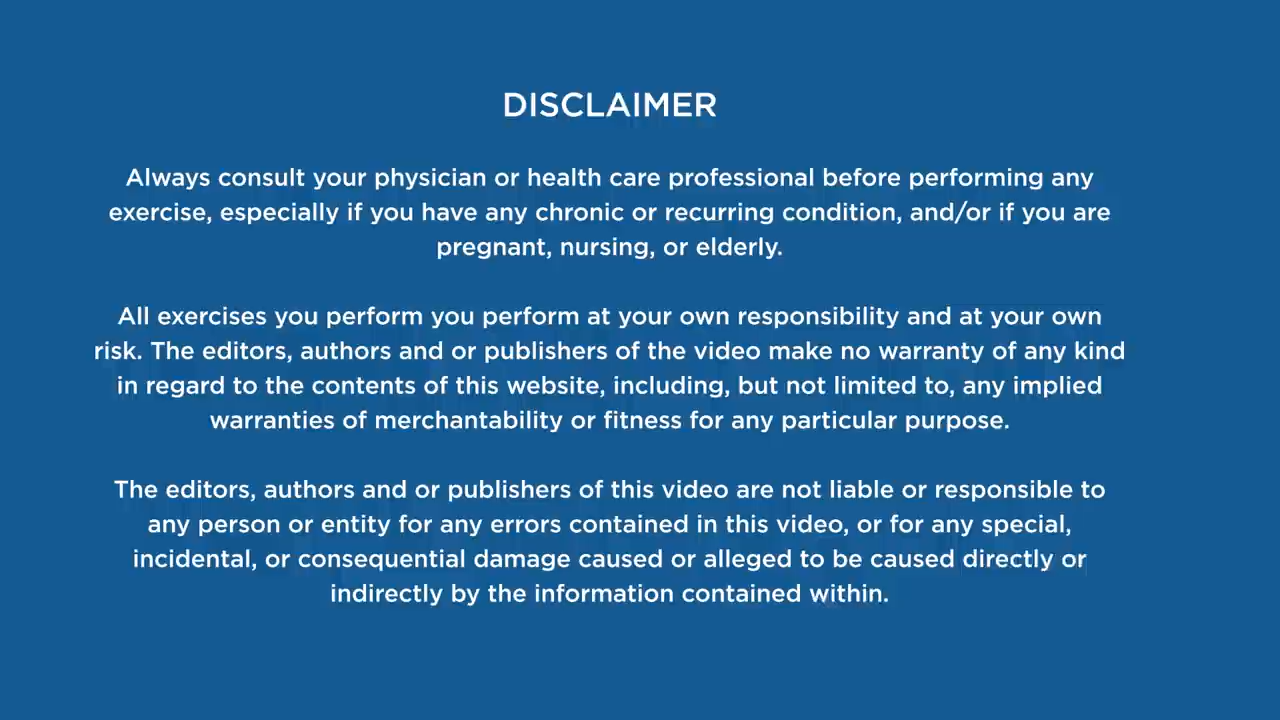 DISCLAIMER
Always consult your physician or health care professional before performing any
exercise, especially if you have any chronic or recurring condition, and/or if you are
pregnant, nursing, or elderly.
All exercises you perform you perform at your own responsibility and at your own
risk. The editors, authors and or publishers of the video make no warranty of any kind
in regard to the contents of this website, including, but not limited to, any implied
warranties of merchantability or fitness for any particular purpose.
The editors, authors and or publishers of this video are not liable or responsible to
any person or entity for any errors contained in this video, or for any special,
incidental, or consequential damage caused or alleged to be caused directly or
indirectly by the information contained within.